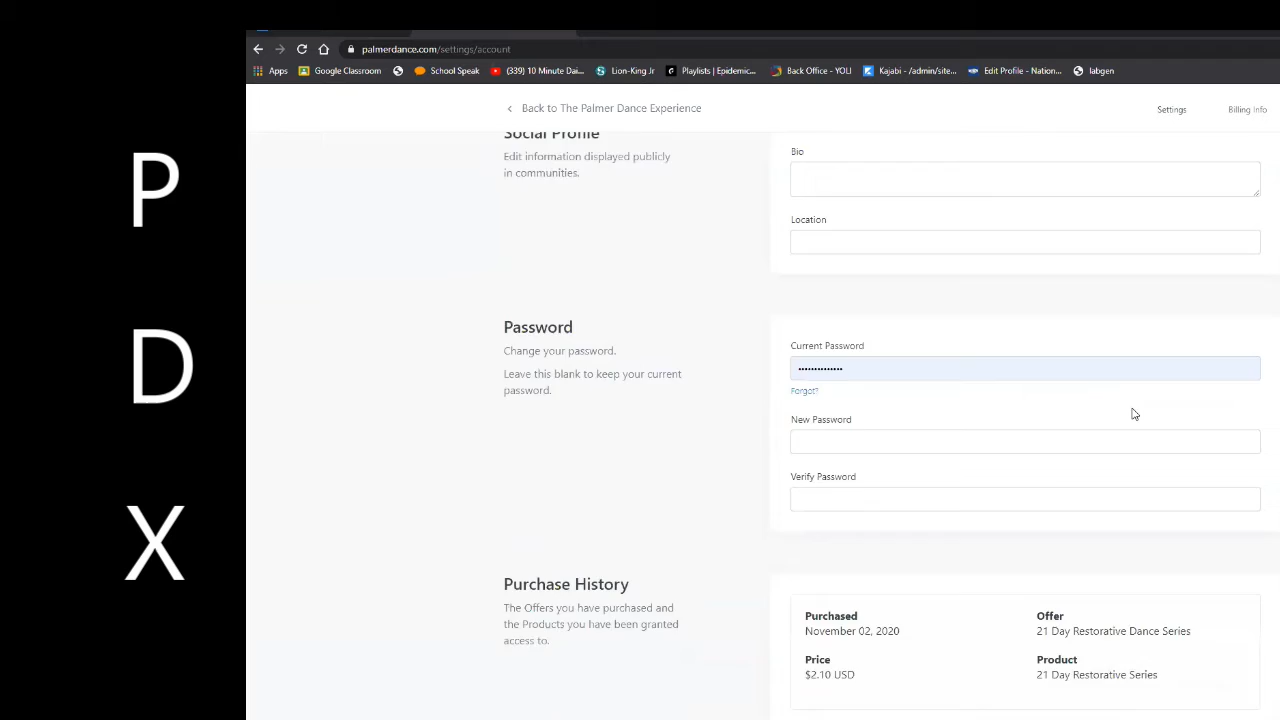 P
D
X
palmerdance.com/settings/account
Apps Google Classroom School Speak (339) 10 Minute Dai... Lion-King Jr Playlists | Epidemic... Back Office - YOLI Kajabi - /admin/site... Edit Profile - Nation... labgen
Back to The Palmer Dance Experience Settings Billing Info
Social Profile
Edit information displayed publicly
in communities.
Bio
Location
Password
Change your password.
Leave this blank to keep your current
password.
Current Password
••••••••••••••
Forgot?
New Password
Verify Password
Purchase History
The Offers you have purchased and
the Products you have been granted
access to.
Purchased
November 02, 2020
Offer
21 Day Restorative Dance Series
Price
$2.10 USD
Product
21 Day Restorative Series